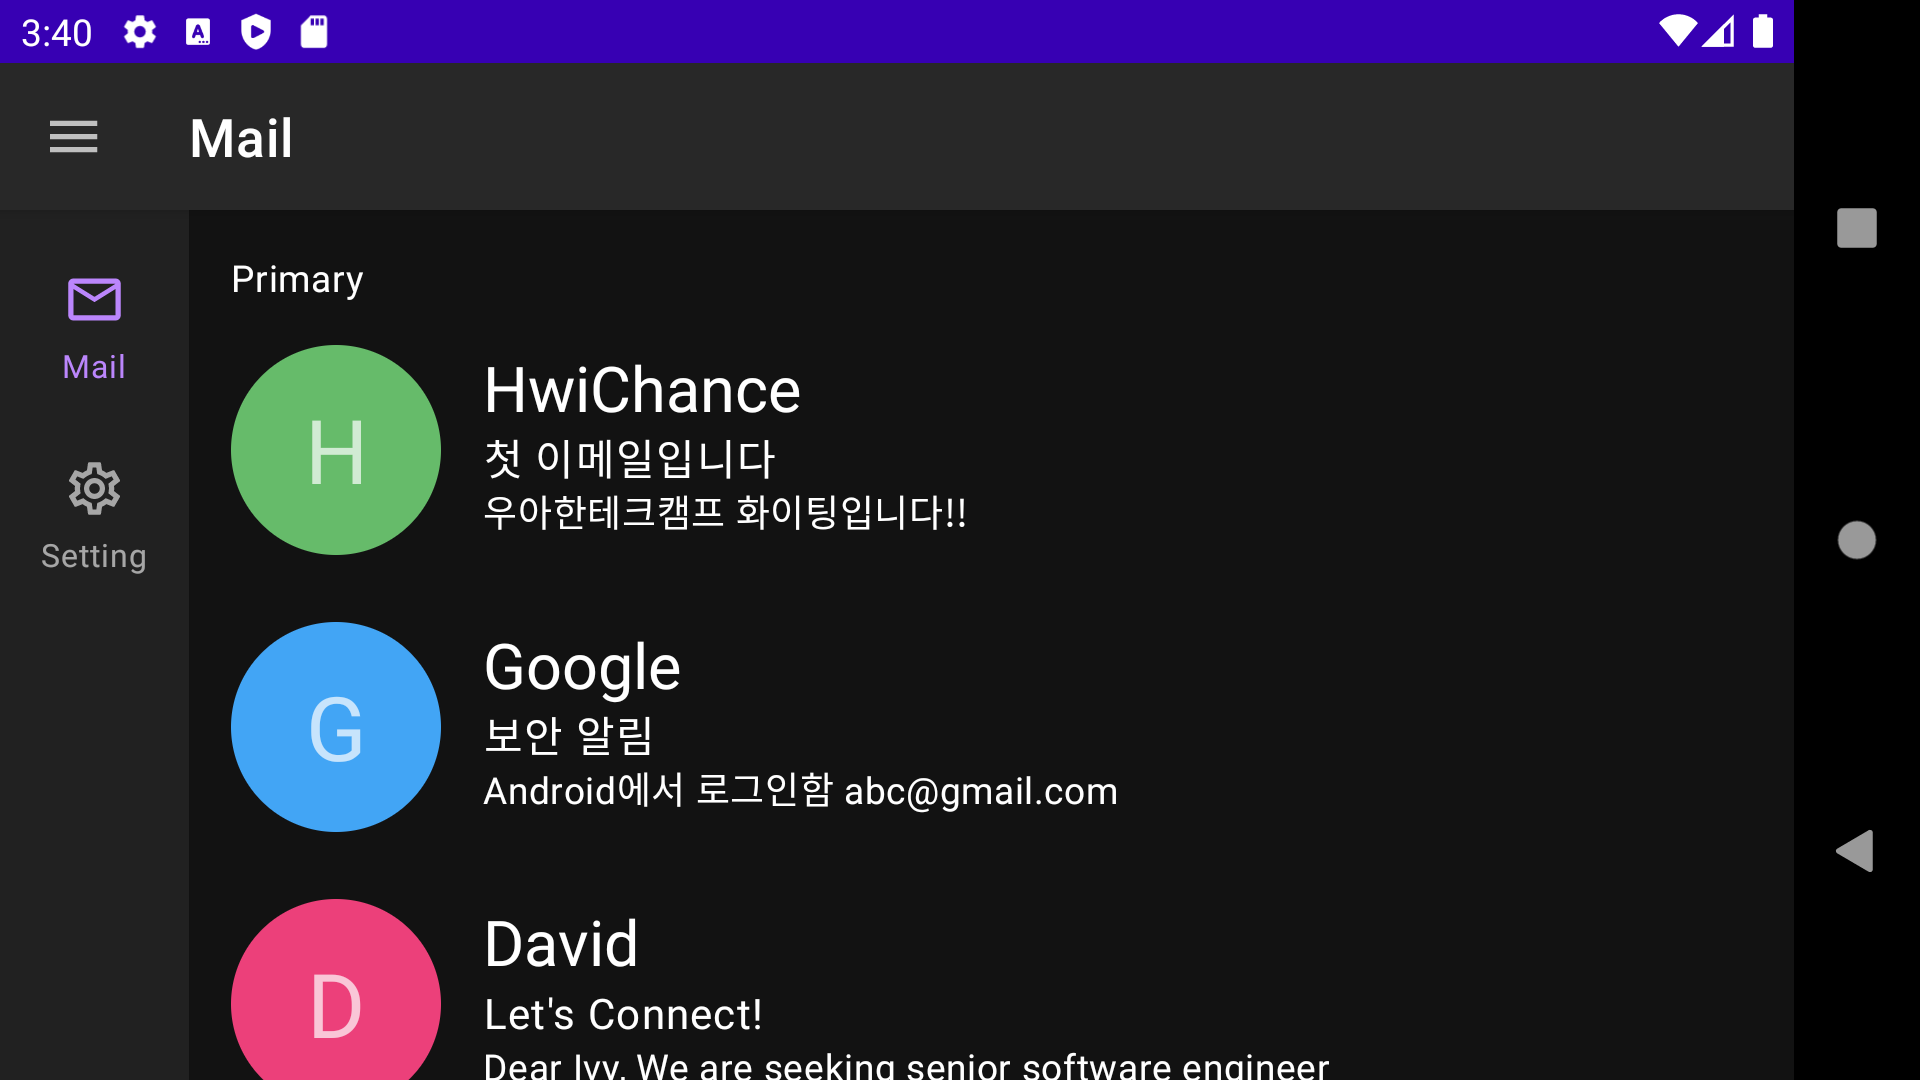 3:40
Mail
Mail
Setting
Primary
H
HwiChance
첫 이메일입니다
우아한테크캠프 화이팅입니다!!
G
Google
보안 알림
Android에서 로그인함 abc@gmail.com
D
David
Let's Connect!
Dear Ivy, We are seeking senior software engineer